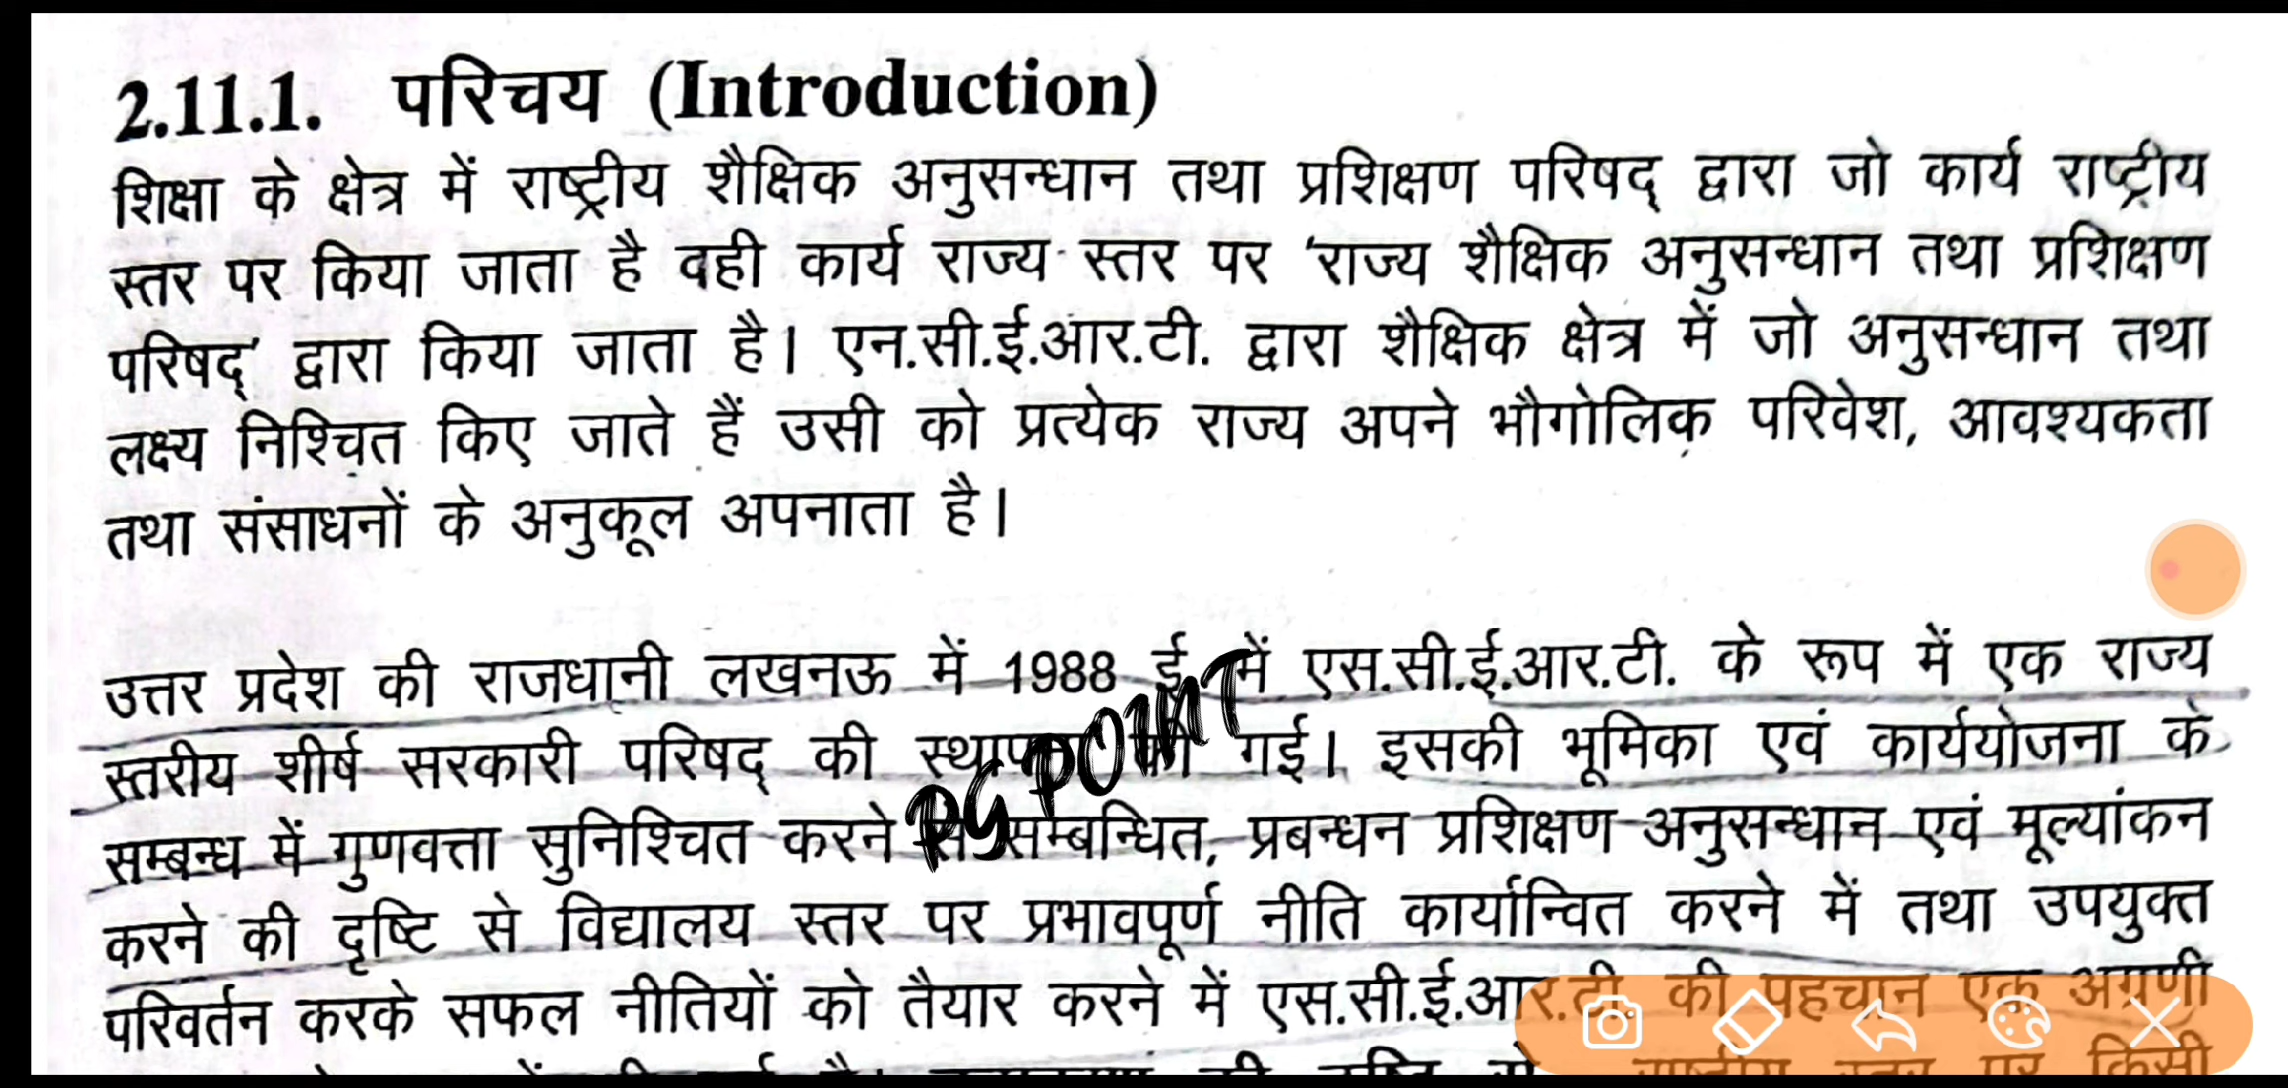 2.11.1. परिचय (Introduction)
शिक्षा के क्षेत्र में राष्ट्रीय शैक्षिक अनुसन्धान तथा प्रशिक्षण परिषद् द्वारा जो कार्य राष्ट्रीय
स्तर पर किया जाता है वही कार्य राज्य स्तर पर 'राज्य शैक्षिक अनुसन्धान तथा प्रशिक्षण
परिषद्' द्वारा किया जाता है। एन.सी.ई.आर.टी. द्वारा शैक्षिक क्षेत्र में जो अनुसन्धान तथा
लक्ष्य निश्चित किए जाते हैं उसी को प्रत्येक राज्य अपने भौगोलिक परिवेश, आवश्यकता
तथा संसाधनों के अनुकूल अपनाता है।
उत्तर प्रदेश की राजधानी लखनऊ में 1988 ई. में एस.सी.ई.आर.टी. के रूप में एक राज्य
स्तरीय शीर्ष सरकारी परिषद् की स्थापना की गई। इसकी भूमिका एवं कार्ययोजना के
PG POINT
सम्बन्ध में गुणवत्ता सुनिश्चित करने से सम्बन्धित, प्रबन्धन प्रशिक्षण अनुसन्धान एवं मूल्यांकन
करने की दृष्टि से विद्यालय स्तर पर प्रभावपूर्ण नीति कार्यान्वित करने में तथा उपयुक्त
परिवर्तन करके सफल नीतियों को तैयार करने में एस.सी.ई.आर.टी. की पहचान एक अग्रणी